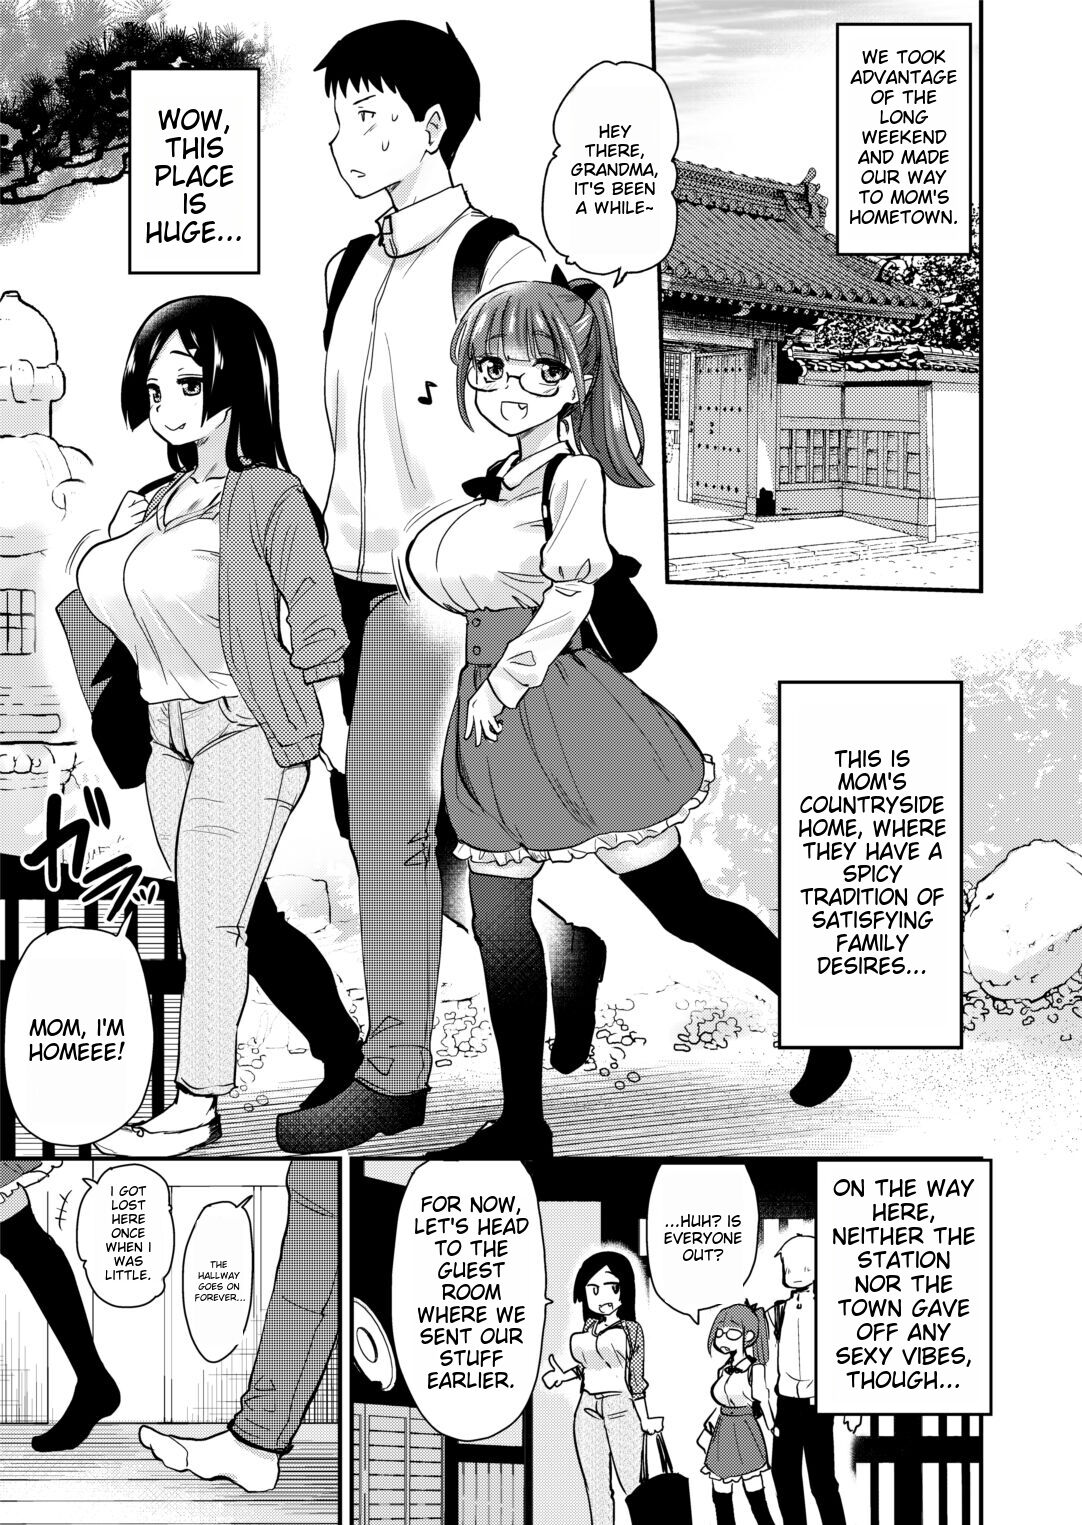 WE TOOK
ADVANTAGE
OF THE
LONG
WEEKEND
AND MADE
OUR WAY
TO MOM'S
HOMETOWN.
HEY
THERE,
GRANDMA,
IT'S BEEN
A WHILE~
WOW,
THIS
PLACE
IS
HUGE...
THIS IS
MOM'S
COUNTRYSIDE
HOME, WHERE
THEY HAVE A
SPICY
TRADITION OF
SATISFYING
FAMILY
DESIRES...
ガラッ
MOM, I'M
HOMEEE!
ON THE WAY
HERE,
NEITHER THE
STATION
NOR THE
TOWN GAVE
OFF ANY
SEXY VIBES,
THOUGH...
...HUH? IS
EVERYONE
OUT?
FOR NOW,
LET'S HEAD
TO THE
GUEST
ROOM
WHERE WE
SENT OUR
STUFF
EARLIER.
THE
HALLWAY
GOES ON
FOREVER...
I GOT
LOST
HERE
ONCE
WHEN I
WAS
LITTLE.